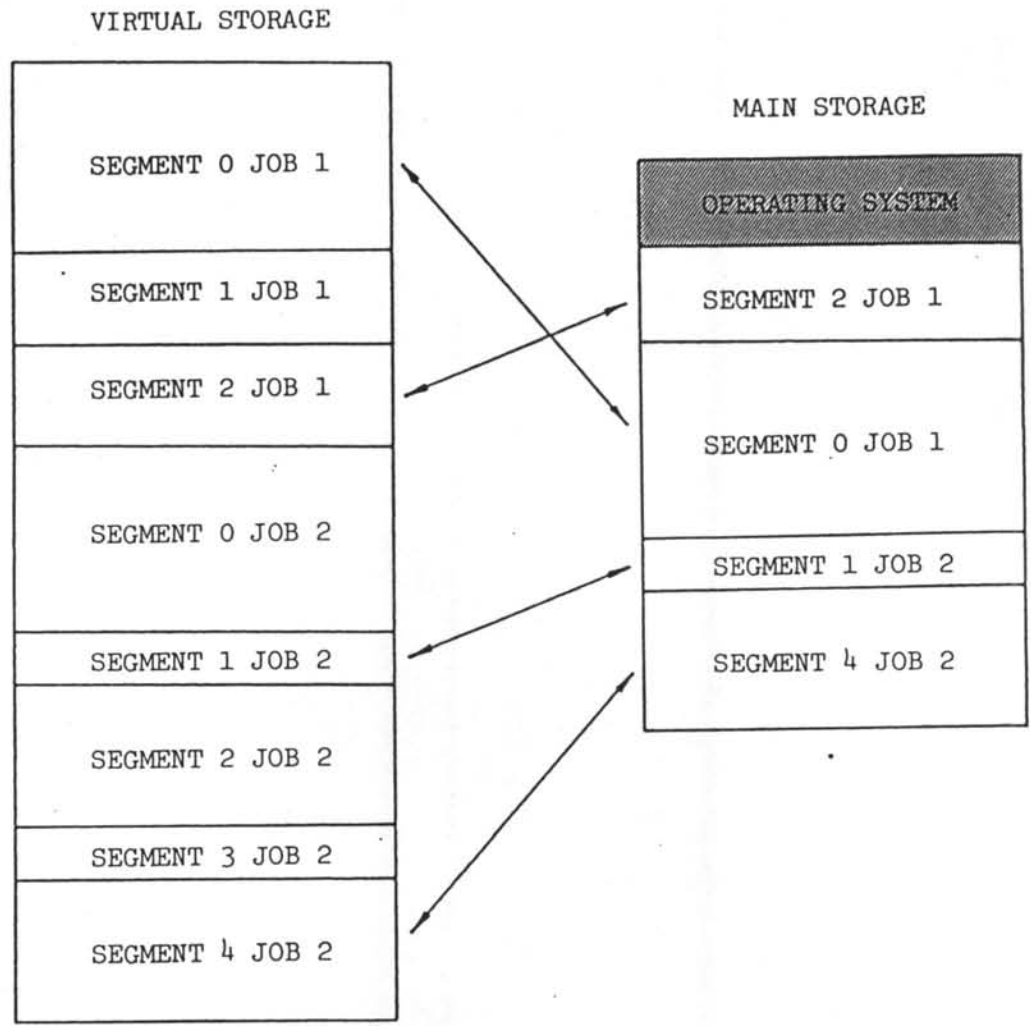 VIRTUAL STORAGE
SEGMENT 0 JOB 1
SEGMENT 1 JOB 1
SEGMENT 2 JOB 1
SEGMENT 0 JOB 2
SEGMENT 1 JOB 2
SEGMENT 2 JOB 2
SEGMENT 3 JOB 2
SEGMENT 4 JOB 2
MAIN STORAGE
OPERATING SYSTEM
SEGMENT 2 JOB 1
SEGMENT 0 JOB 1
SEGMENT 1 JOB 2
SEGMENT 4 JOB 2